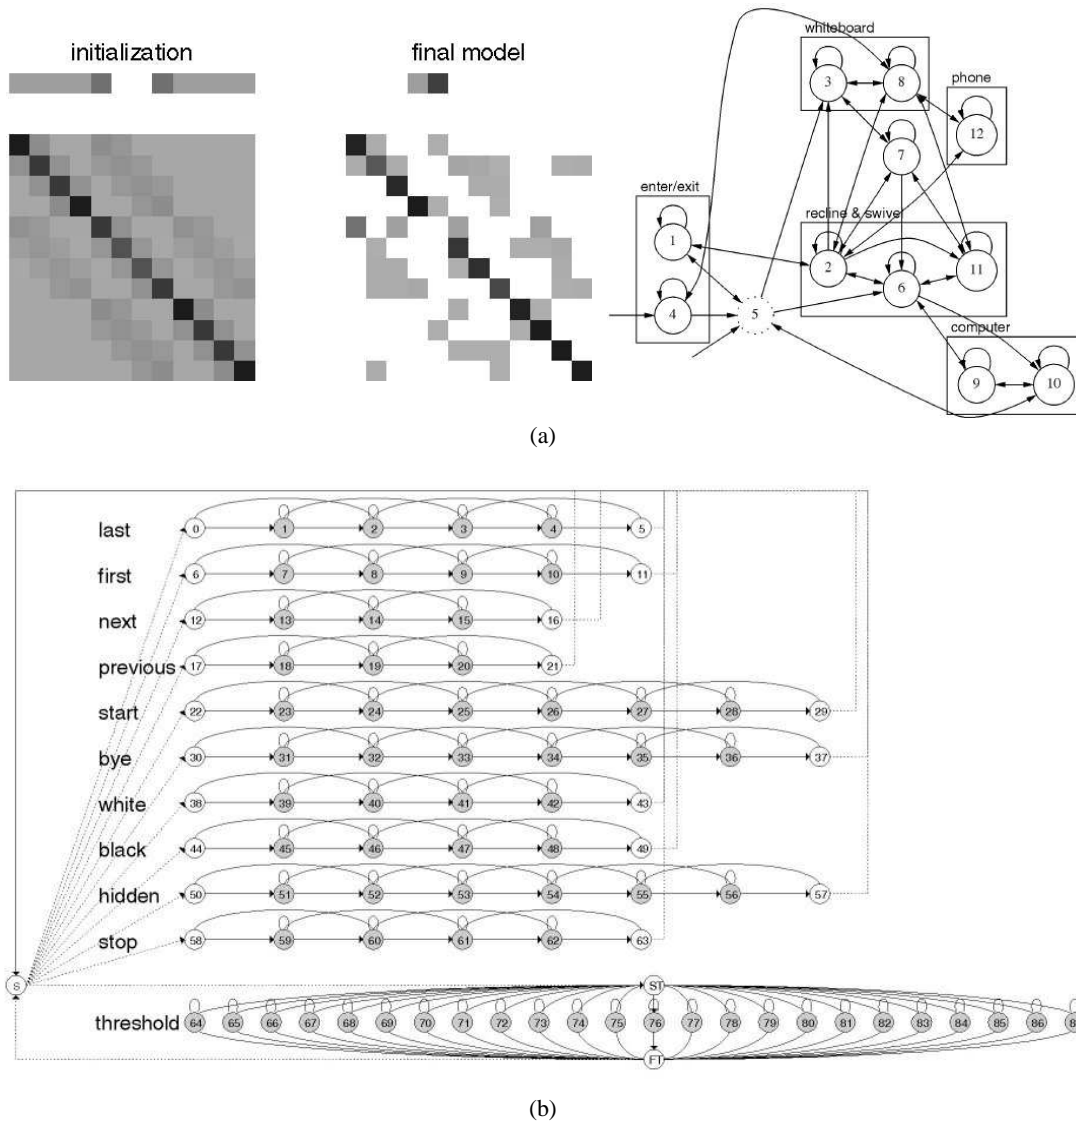 initialization
final model
whiteboard
3
8
phone
12
7
enter/exit
1
4
recline & swivel
2
6
11
5
computer
9
10
(a)
last
0 1 2 3 4 5
first
6 7 8 9 10 11
next
12 13 14 15 16
previous
17 18 19 20 21
start
22 23 24 25 26 27 28 29
bye
30 31 32 33 34 35 36 37
white
38 39 40 41 42 43
black
44 45 46 47 48 49
hidden
50 51 52 53 54 55 56 57
stop
58 59 60 61 62 63
S
ST
threshold
64 65 66 67 68 69 70 71 72 73 74 75 76 77 78 79 80 81 82 83 84 85 86
FT
(b)